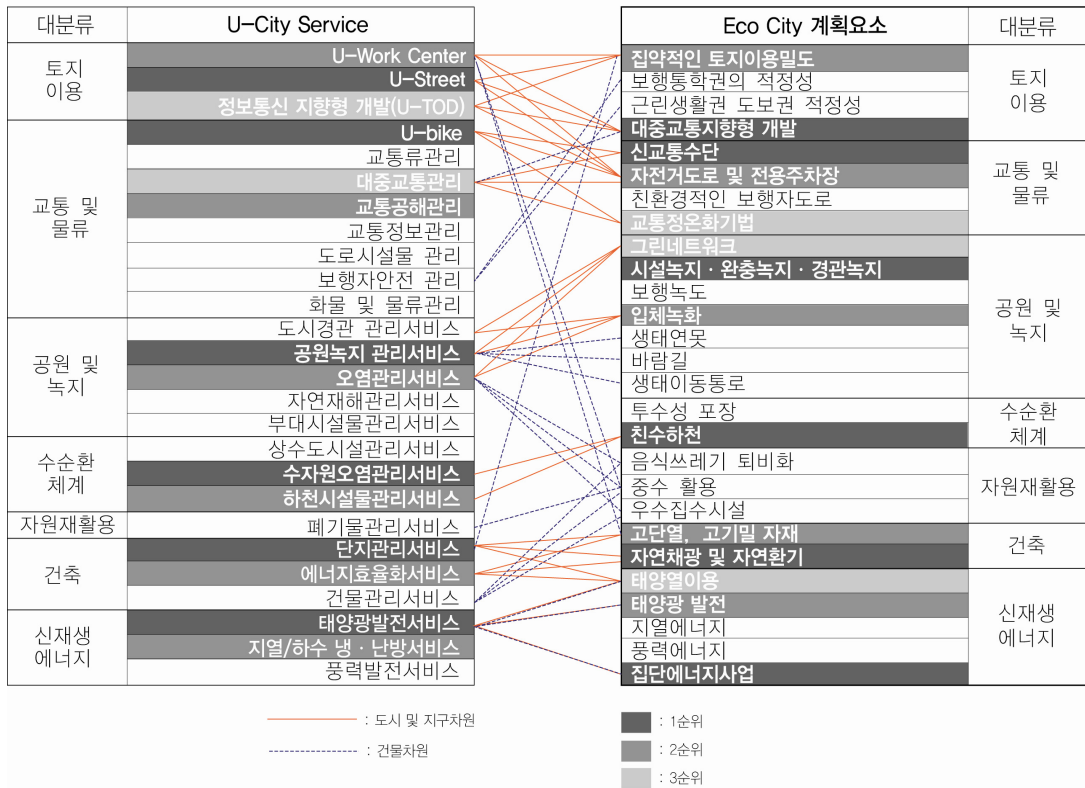 대분류
U-City Service
토지
이용
U-Work Center
U-Street
정보통신 지향형 개발(U-TOD)
교통 및
물류
U-bike
교통류관리
대중교통관리
교통공해관리
교통정보관리
도로시설물 관리
보행자안전 관리
화물 및 물류관리
공원 및
녹지
도시경관 관리서비스
공원녹지 관리서비스
오염관리서비스
자연재해관리서비스
부대시설물관리서비스
수순환
체계
상수도시설관리서비스
수자원오염관리서비스
하천시설물관리서비스
자원재활용
폐기물관리서비스
건축
단지관리서비스
에너지효율화서비스
건물관리서비스
신재생
에너지
태양광발전서비스
지열/하수 냉·난방서비스
풍력발전서비스
Eco City 계획요소
대분류
집약적인 토지이용밀도
보행통학권의 적정성
근린생활권 도보권 적정성
대중교통지향형 개발
토지
이용
신교통수단
자전거도로 및 전용주차장
친환경적인 보행자도로
교통정온화기법
교통 및
물류
그린네트워크
시설녹지·완충녹지·경관녹지
보행녹도
입체녹화
생태연못
바람길
생태이동통로
공원 및
녹지
투수성 포장
친수하천
수순환
체계
음식쓰레기 퇴비화
중수 활용
우수집수시설
자원재활용
고단열, 고기밀 자재
자연채광 및 자연환기
건축
태양열이용
태양광 발전
지열에너지
풍력에너지
집단에너지사업
신재생
에너지
: 도시 및 지구차원
: 건물차원
: 1순위
: 2순위
: 3순위